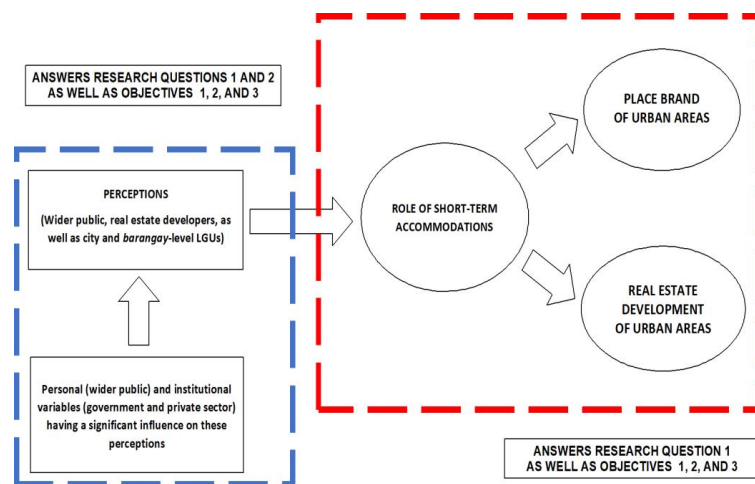 ANSWERS RESEARCH QUESTIONS 1 AND 2
AS WELL AS OBJECTIVES 1, 2, AND 3
PERCEPTIONS
(Wider public, real estate developers, as
well as city and barangay-level LGUs)
Personal (wider public) and institutional
variables (government and private sector)
having a significant influence on these
perceptions
ROLE OF SHORT-TERM
ACCOMMODATIONS
PLACE BRAND
OF URBAN AREAS
REAL ESTATE
DEVELOPMENT
OF URBAN AREAS
ANSWERS RESEARCH QUESTION 1
AS WELL AS OBJECTIVES 1, 2, AND 3